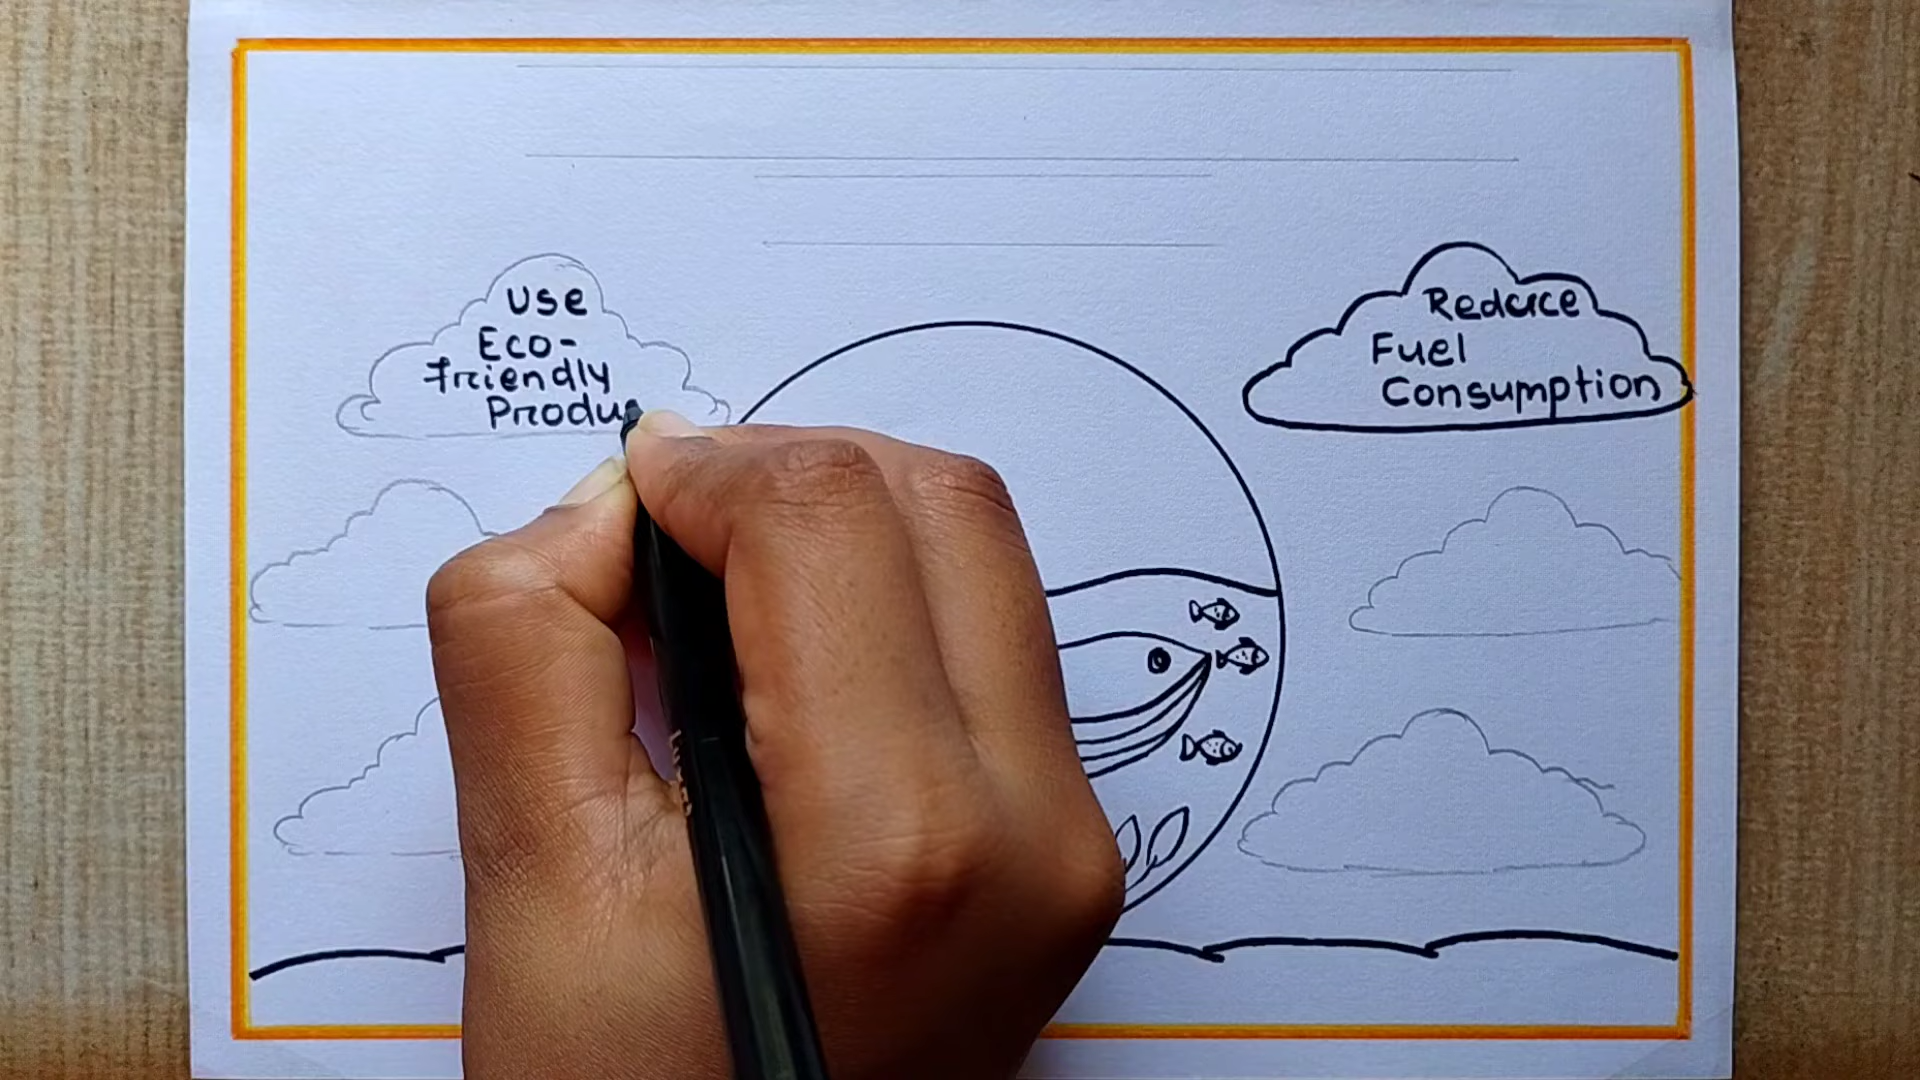 Use
Eco-
friendly
Produ
Reduce
Fuel
Consumption